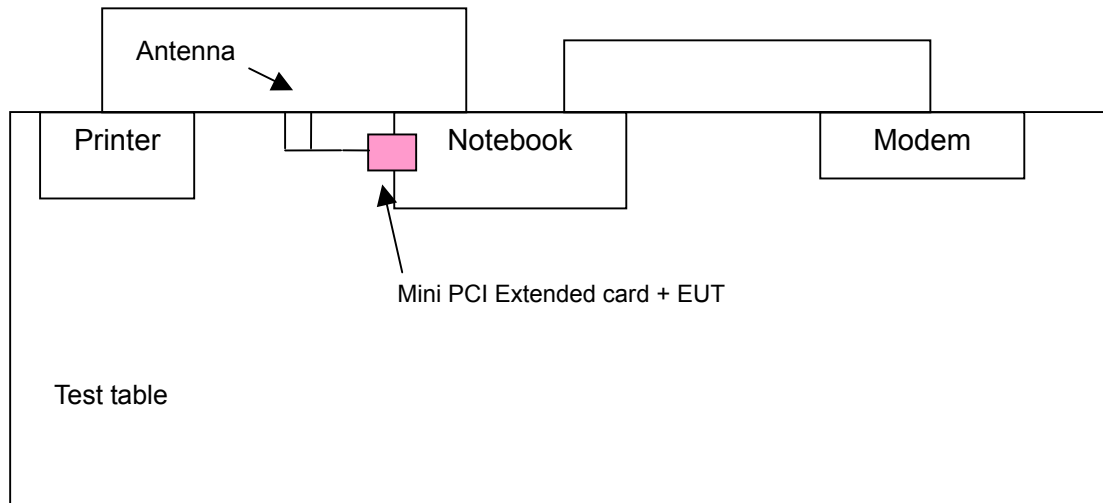 Antenna
Printer
Notebook
Modem
Mini PCI Extended card + EUT
Test table